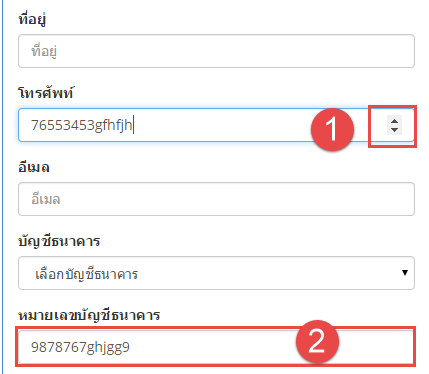 ที่อยู่
ที่อยู่
โทรศัพท์
76553453gfhfjh
1
อีเมล
อีเมล
บัญชีธนาคาร
เลือกบัญชีธนาคาร
หมายเลขบัญชีธนาคาร
9878767ghjgg9
2